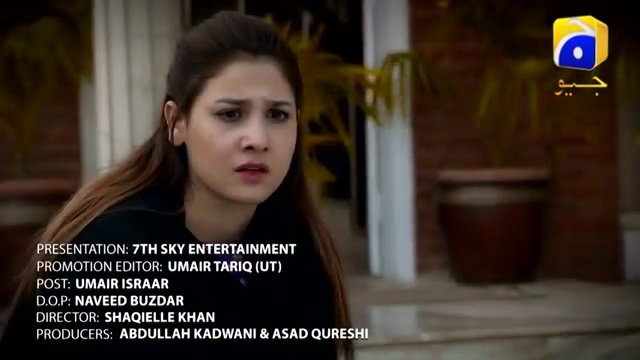 جیو
PRESENTATION: 7TH SKY ENTERTAINMENT
PROMOTION EDITOR: UMAIR TARIQ (UT)
POST: UMAIR ISRAAR
D.O.P: NAVEED BUZDAR
DIRECTOR: SHAQIELLE KHAN
PRODUCERS: ABDULLAH KADWANI & ASAD QURESHI